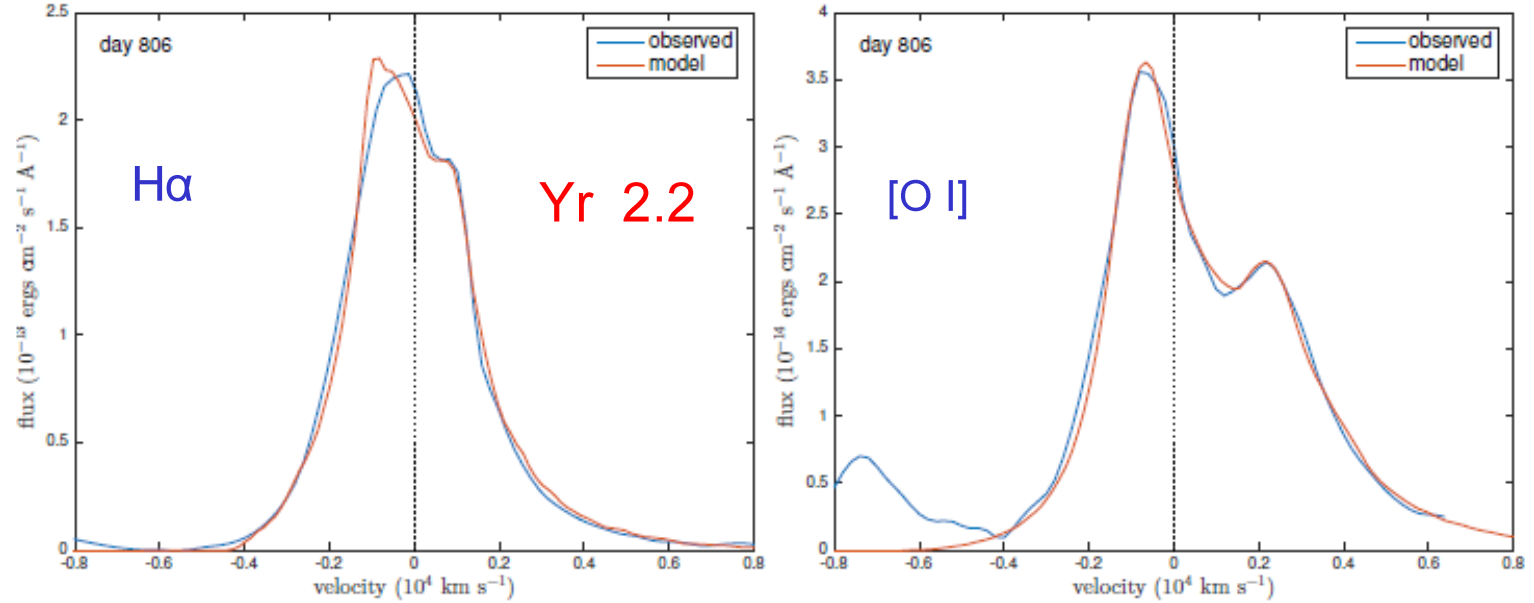 2.5
day 806
observed
model
2
Hα
Yr 2.2
1.5
1
0.5
0
-0.8 -0.6 -0.4 -0.2 0 0.2 0.4 0.6 0.8
velocity (10⁴ km s⁻¹)
flux (10⁻¹³ ergs cm⁻² s⁻¹ Å⁻¹)
4
day 806
observed
model
3.5
3
[O I]
2.5
2
1.5
1
0.5
0
-0.8 -0.6 -0.4 -0.2 0 0.2 0.4 0.6 0.8
velocity (10⁴ km s⁻¹)
flux (10⁻¹⁴ ergs cm⁻² s⁻¹ Å⁻¹)